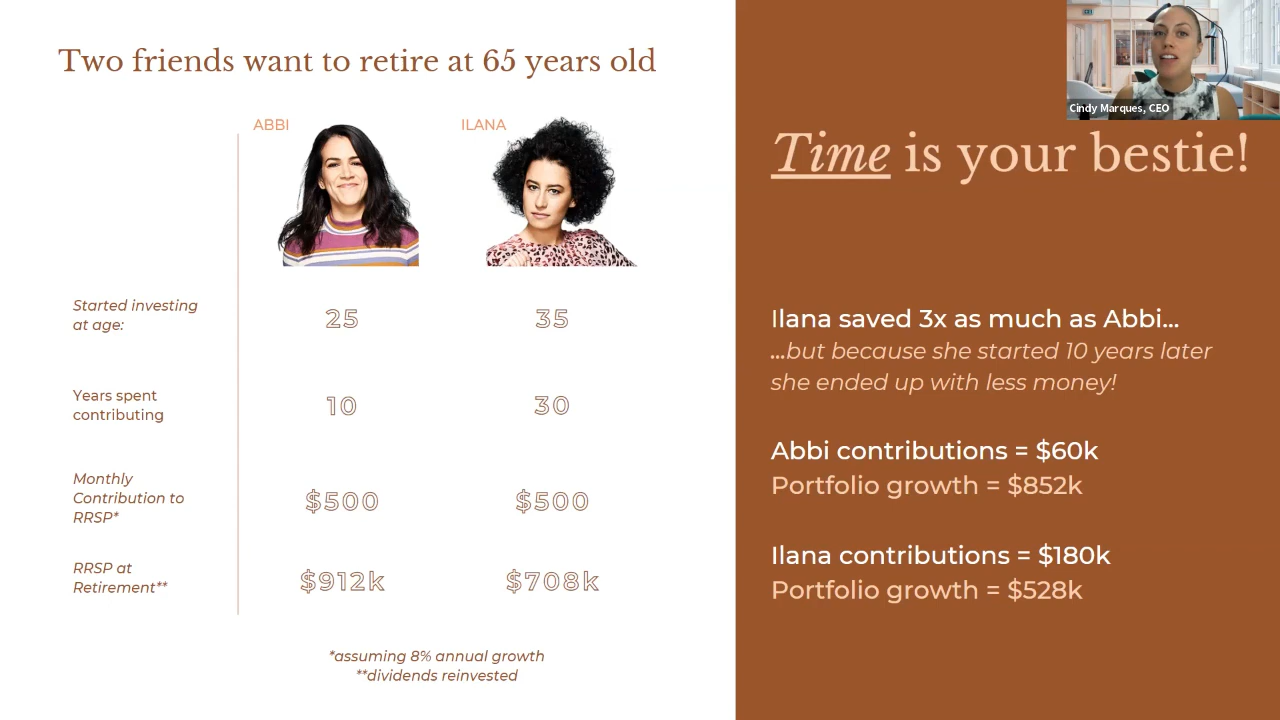 Two friends want to retire at 65 years old
ABBI
ILANA
Started investing
at age:
25
35
Years spent
contributing
10
30
Monthly
Contribution to
RRSP*
$500
$500
RRSP at
Retirement**
$912k
$708k
*assuming 8% annual growth
**dividends reinvested
Cindy Marques, CEO
Time is your bestie!
Ilana saved 3x as much as Abbi...
...but because she started 10 years later
she ended up with less money!
Abbi contributions = $60k
Portfolio growth = $852k
Ilana contributions = $180k
Portfolio growth = $528k